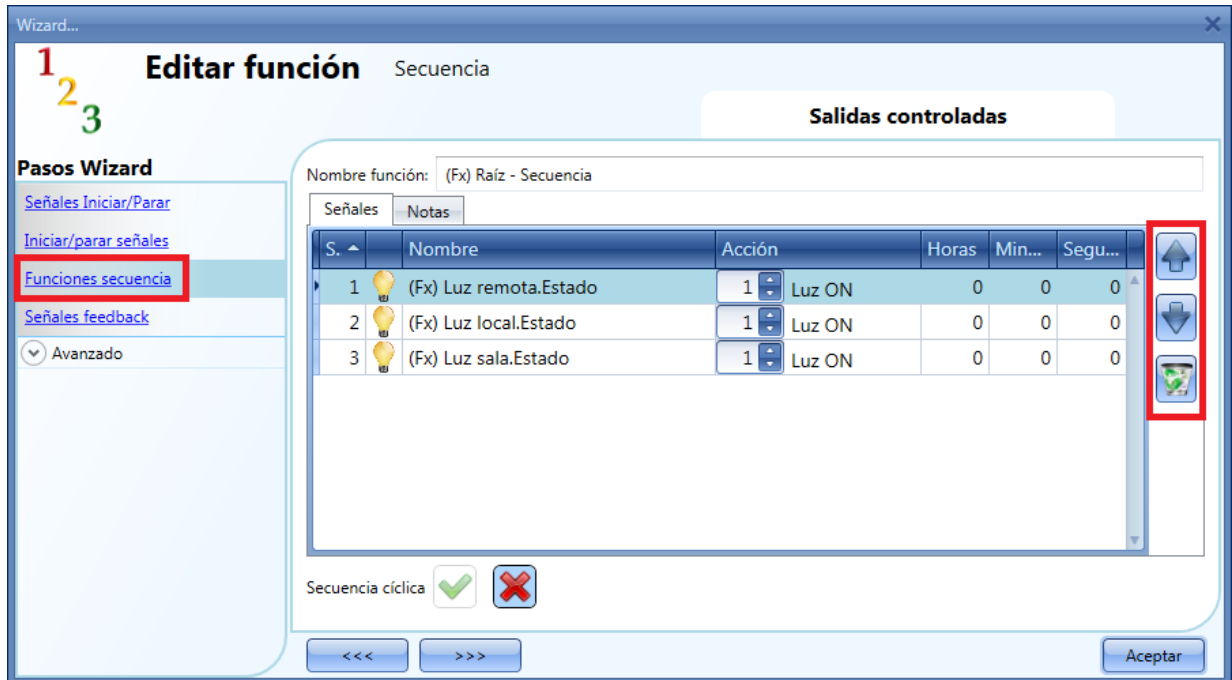 Wizard...
1
2
3
Editar función Secuencia
Salidas controladas
Pasos Wizard
Señales Iniciar/Parar
Iniciar/parar señales
Funciones secuencia
Señales feedback
Avanzado
Nombre función: (Fx) Raíz - Secuencia
Señales Notas
S. Nombre Acción Horas Min... Segu...
1 (Fx) Luz remota.Estado 1 Luz ON 0 0 0
2 (Fx) Luz local.Estado 1 Luz ON 0 0 0
3 (Fx) Luz sala.Estado 1 Luz ON 0 0 0
Secuencia cíclica
<<< >>> Aceptar